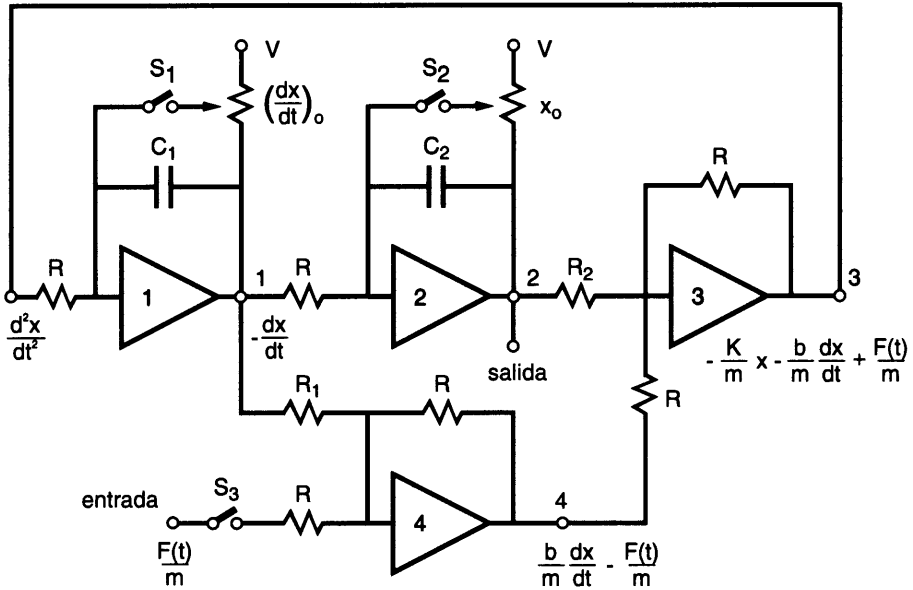 V
V
S1
(dx/dt)o
S2
xo
C1
C2
R
R
1
1
R
2
2
R2
3
3
d²x/dt²
-dx/dt
salida
-K/m x - b/m dx/dt + F(t)/m
R1
R
R
entrada
S3
R
4
4
F(t)/m
b/m dx/dt - F(t)/m